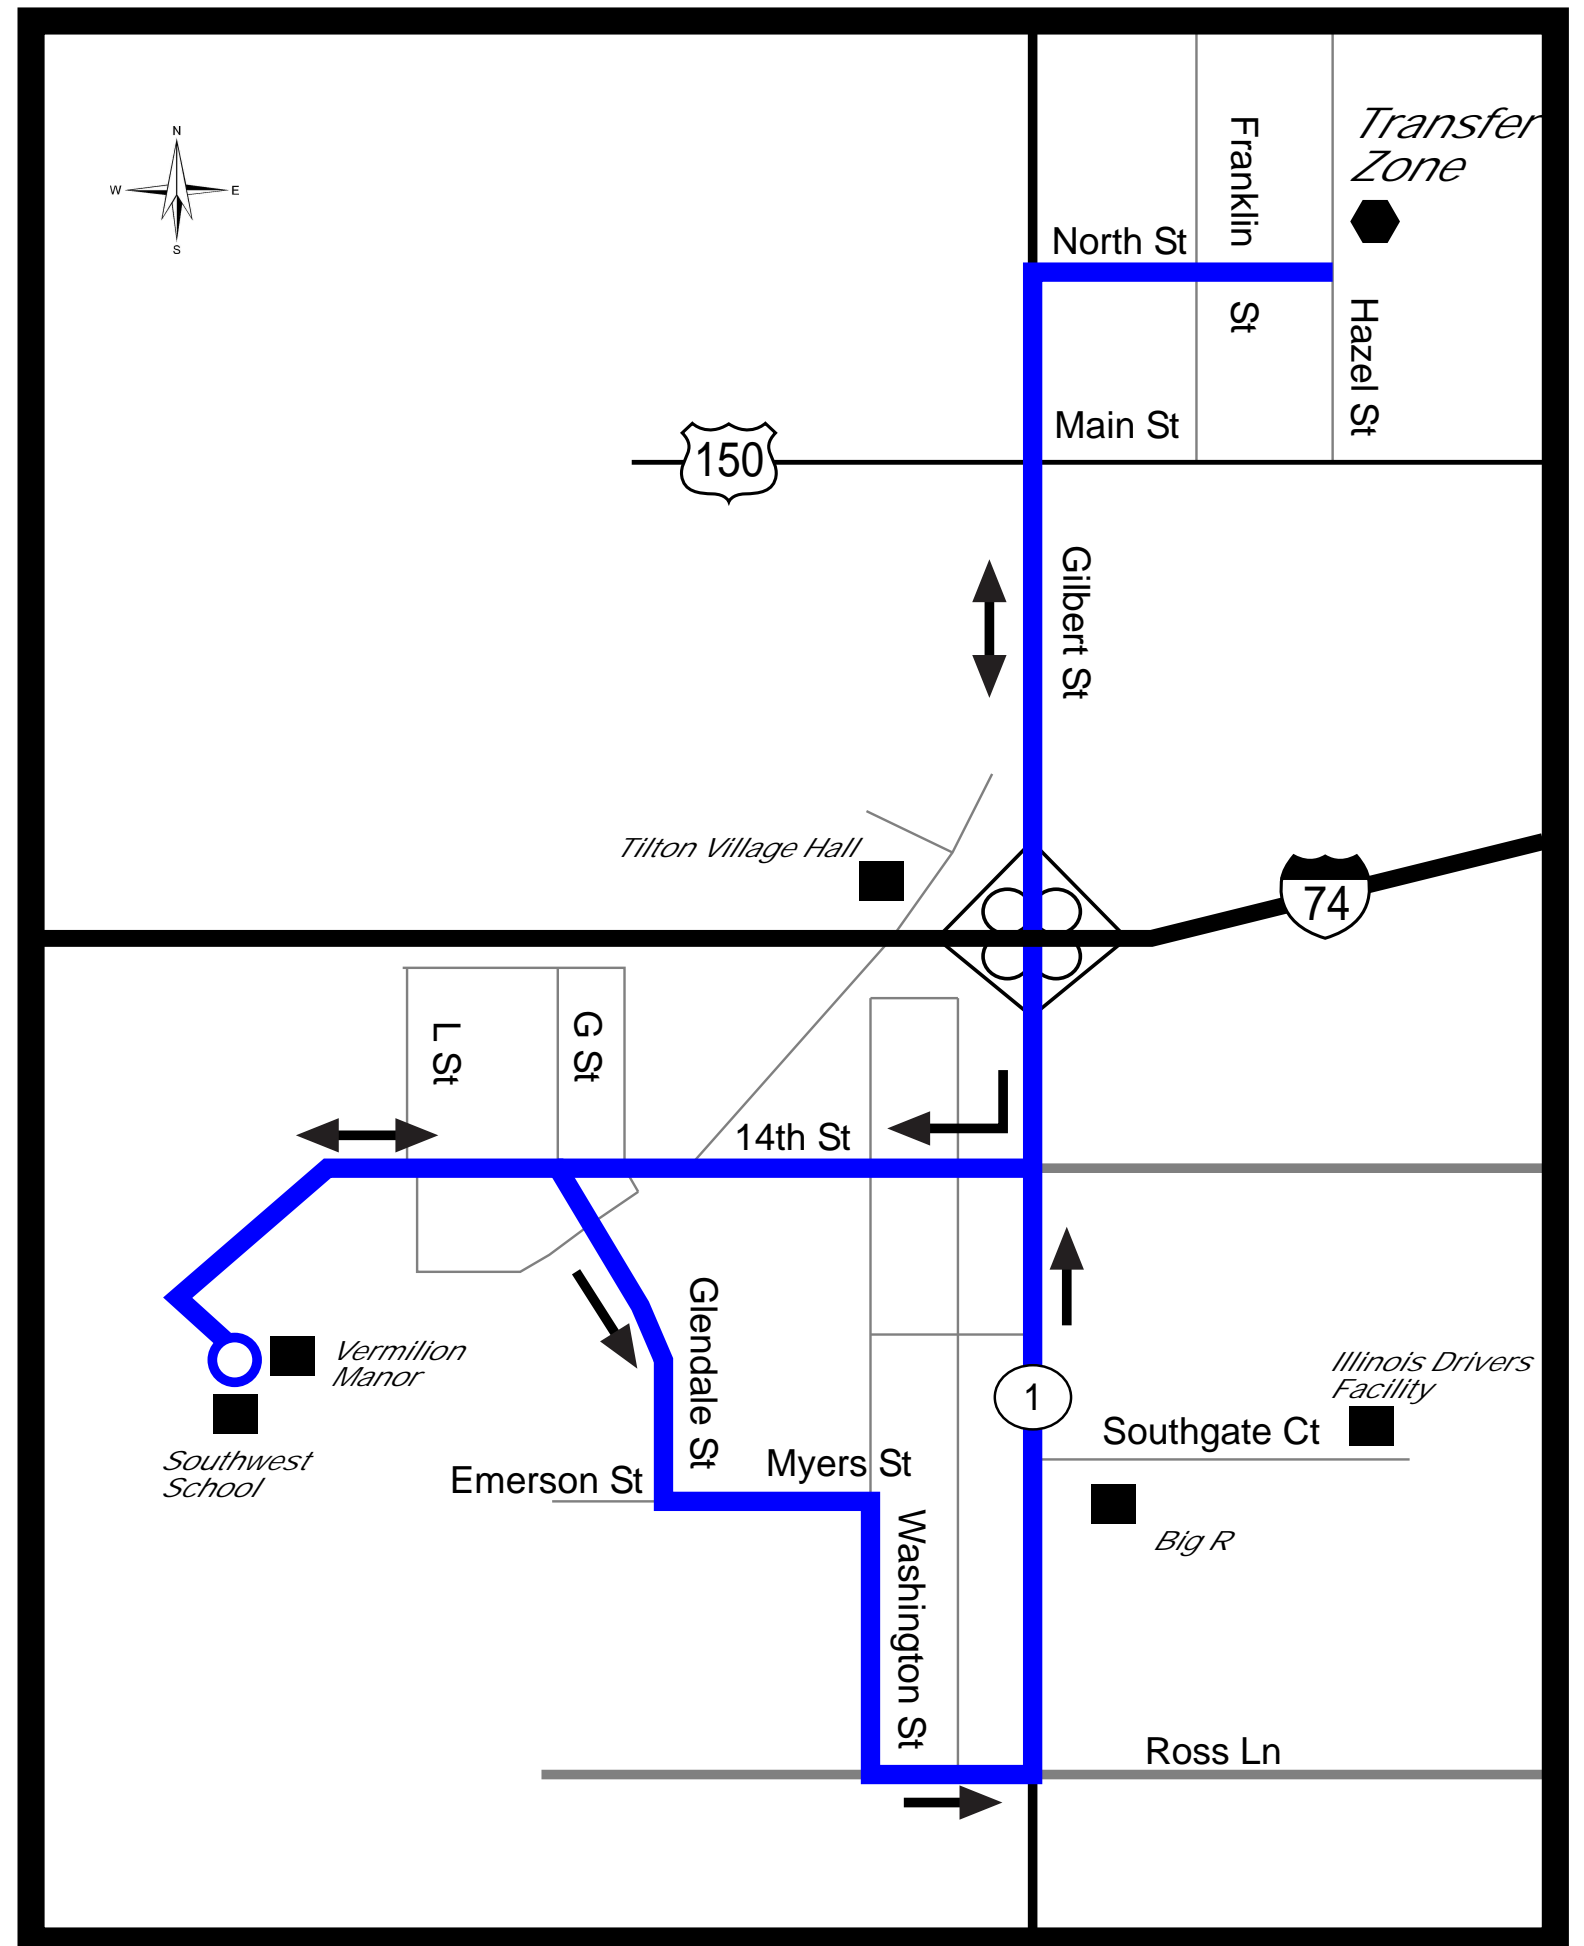 Transfer
Zone
N
W
E
S
Franklin St
North St
Hazel St
Main St
150
Gilbert St
Tilton Village Hall
74
L St
G St
14th St
Glendale St
Vermilion
Manor
Illinois Drivers
Facility
1
Southgate Ct
Southwest
School
Emerson St
Myers St
Washington St
Big R
Ross Ln